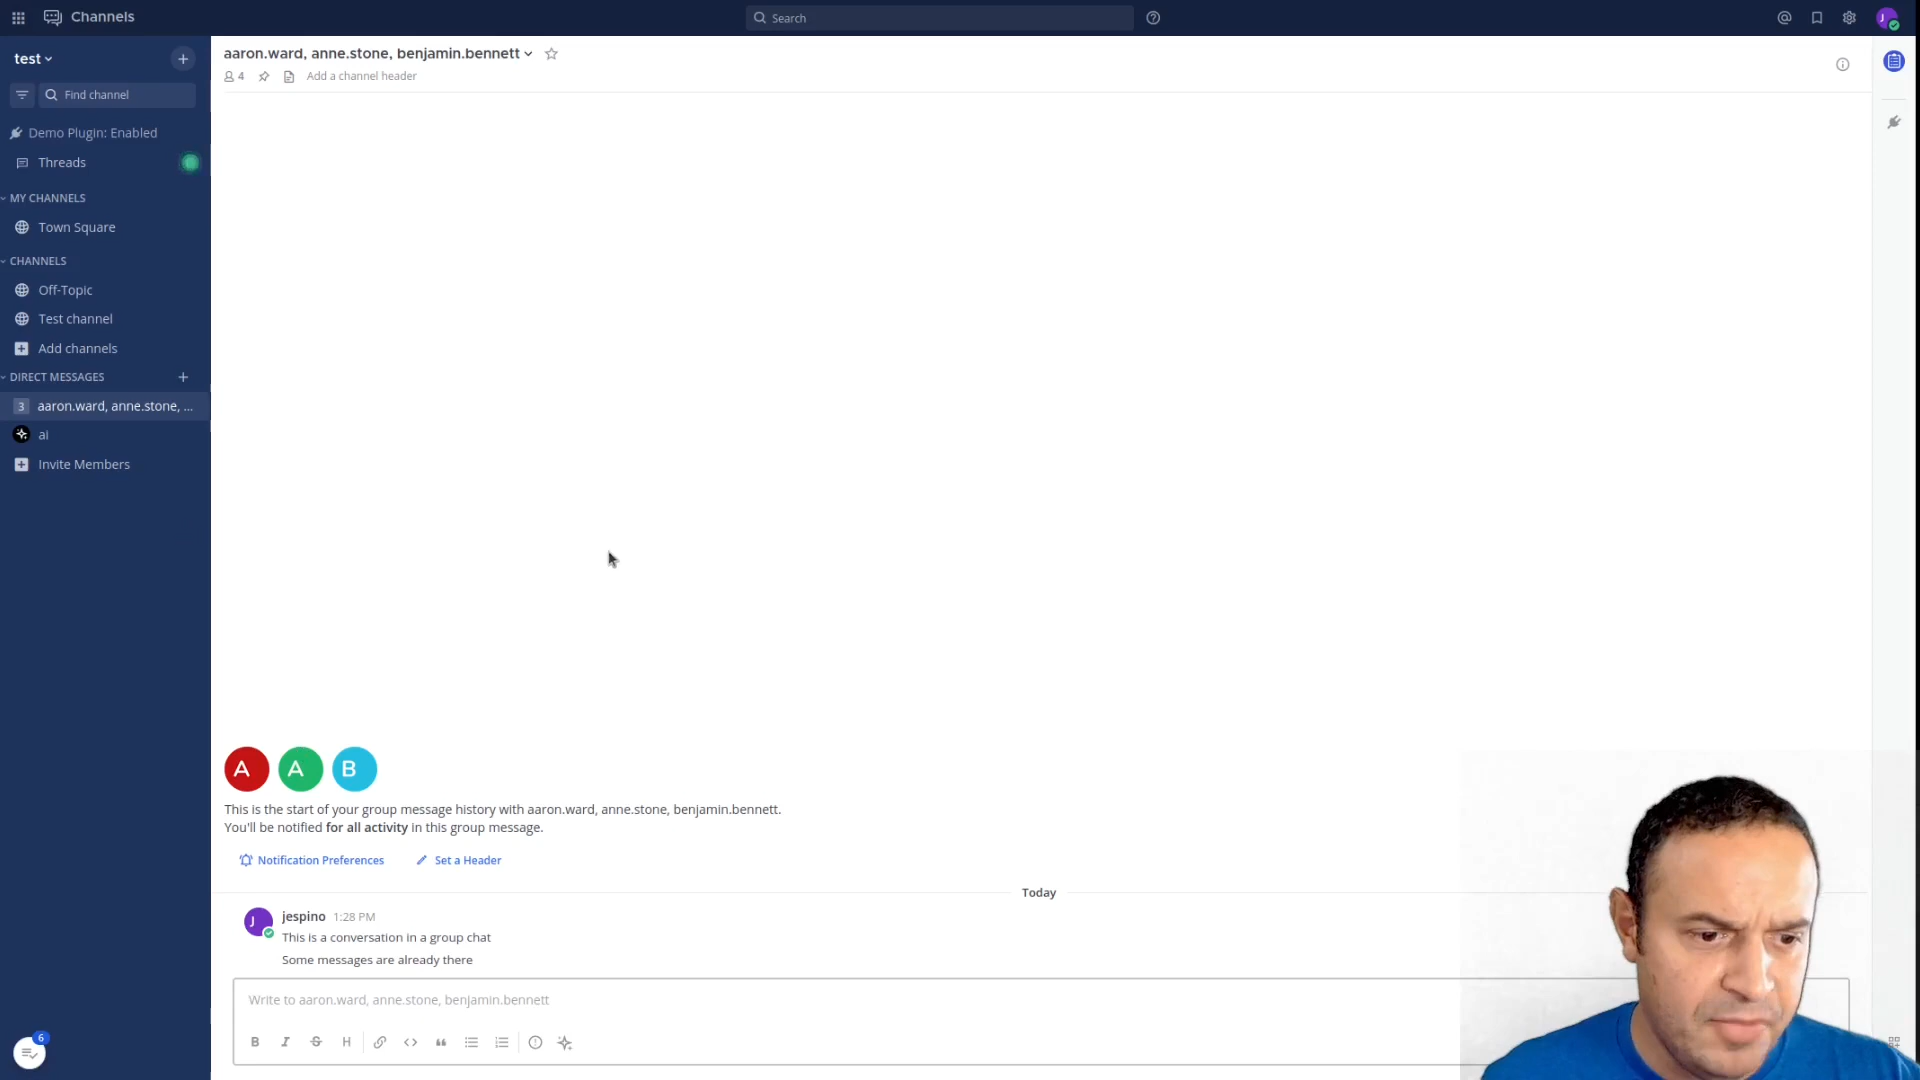 Channels
Search
J
test
Find channel
Demo Plugin: Enabled
Threads
MY CHANNELS
Town Square
CHANNELS
Off-Topic
Test channel
Add channels
DIRECT MESSAGES
3 aaron.ward, anne.stone, ...
ai
Invite Members
6
aaron.ward, anne.stone, benjamin.bennett
4 Add a channel header
A A B
This is the start of your group message history with aaron.ward, anne.stone, benjamin.bennett.
You'll be notified for all activity in this group message.
Notification Preferences Set a Header
Today
J jespino 1:28 PM
This is a conversation in a group chat
Some messages are already there
Write to aaron.ward, anne.stone, benjamin.bennett
B I S H